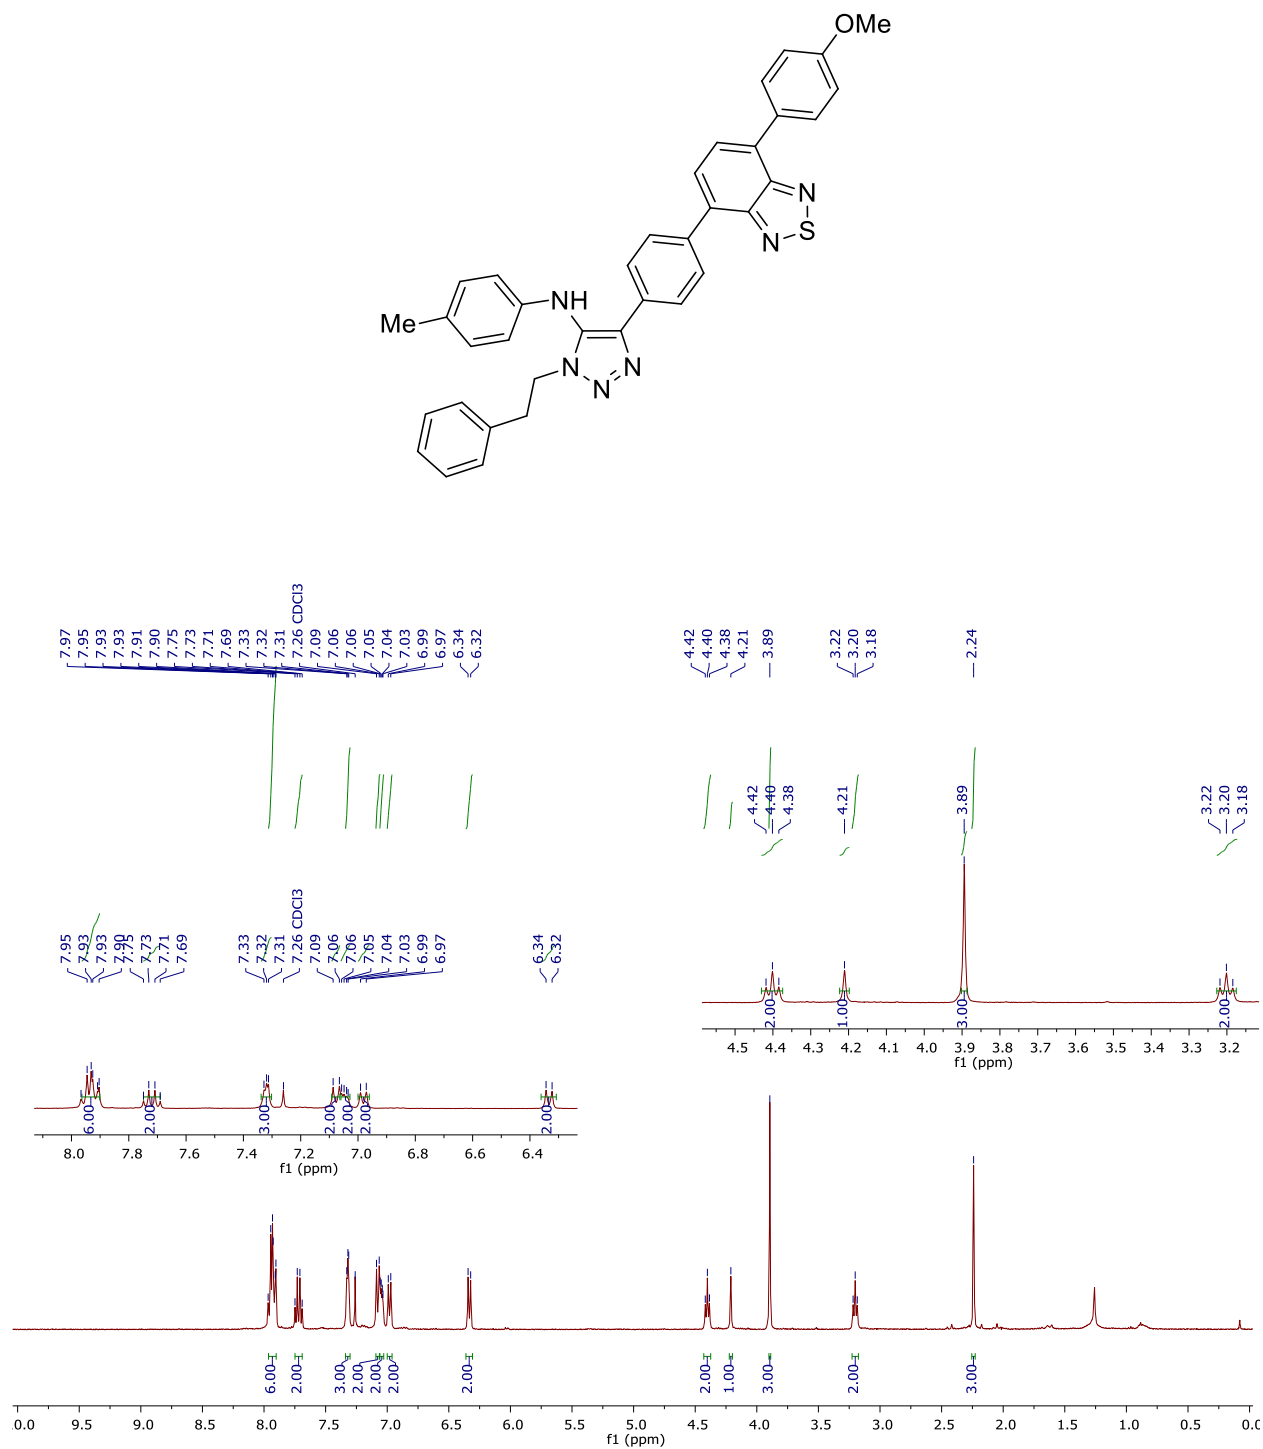 OMe
N
S
N
NH
Me
N
N
N
7.97 7.95 7.93 7.93 7.91 7.90 7.75 7.73 7.71 7.69 7.33 7.32 7.31 7.26 CDCl3 7.09 7.06 7.06 7.05 7.04 7.03 6.99 6.97 6.34 6.32 4.42 4.40 4.38 4.21 3.89 3.22 3.20 3.18 2.24
4.42 4.40 4.38 4.21 3.89 3.22 3.20 3.18
7.95 7.93 7.93 7.90 7.75 7.73 7.71 7.69 7.33 7.32 7.31 7.26 CDCl3 7.09 7.06 7.06 7.05 7.04 7.03 6.99 6.97 6.34 6.32
2.00 1.00 3.00 2.00
4.5 4.4 4.3 4.2 4.1 4.0 3.9 3.8 3.7 3.6 3.5 3.4 3.3 3.2
f1 (ppm)
6.00 2.00 3.00 2.00 2.00 2.00 2.00
8.0 7.8 7.6 7.4 7.2 7.0 6.8 6.6 6.4
f1 (ppm)
6.00 2.00 3.00 2.00 2.00 2.00 2.00 2.00 1.00 3.00 2.00 3.00
.0.0 9.5 9.0 8.5 8.0 7.5 7.0 6.5 6.0 5.5 5.0 4.5 4.0 3.5 3.0 2.5 2.0 1.5 1.0 0.5 0.0
f1 (ppm)